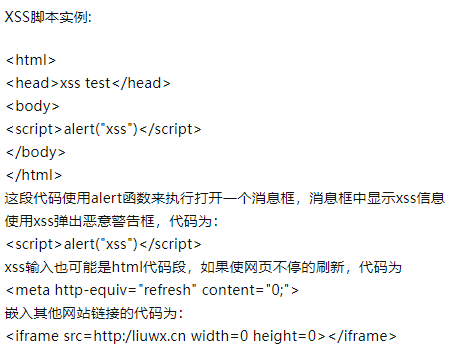 XSS脚本实例:
<html>
<head>xss test</head>
<body>
<script>alert("xss")</script>
</body>
</html>
这段代码使用alert函数来执行打开一个消息框，消息框中显示xss信息
使用xss弹出恶意警告框，代码为：
<script>alert("xss")</script>
xss输入也可能是html代码段，如果使网页不停的刷新，代码为
<meta http-equiv="refresh" content="0;">
嵌入其他网站链接的代码为：
<iframe src=http:/liuwx.cn width=0 height=0></iframe>